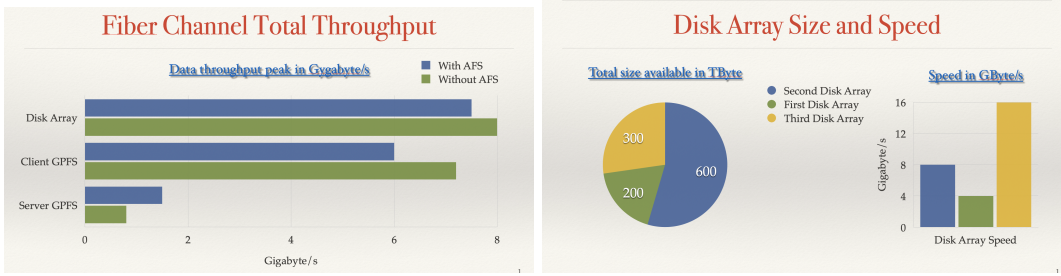 Fiber Channel Total Throughput
Data throughput peak in Gygabyte/s
With AFS
Without AFS
Disk Array
Client GPFS
Server GPFS
0 2 4 6 8
Gigabyte/s
1
Disk Array Size and Speed
Total size available in TByte
Second Disk Array
First Disk Array
Third Disk Array
300
600
200
Speed in GByte/s
16
12
8
4
0
Gigabyte/s
Disk Array Speed
1